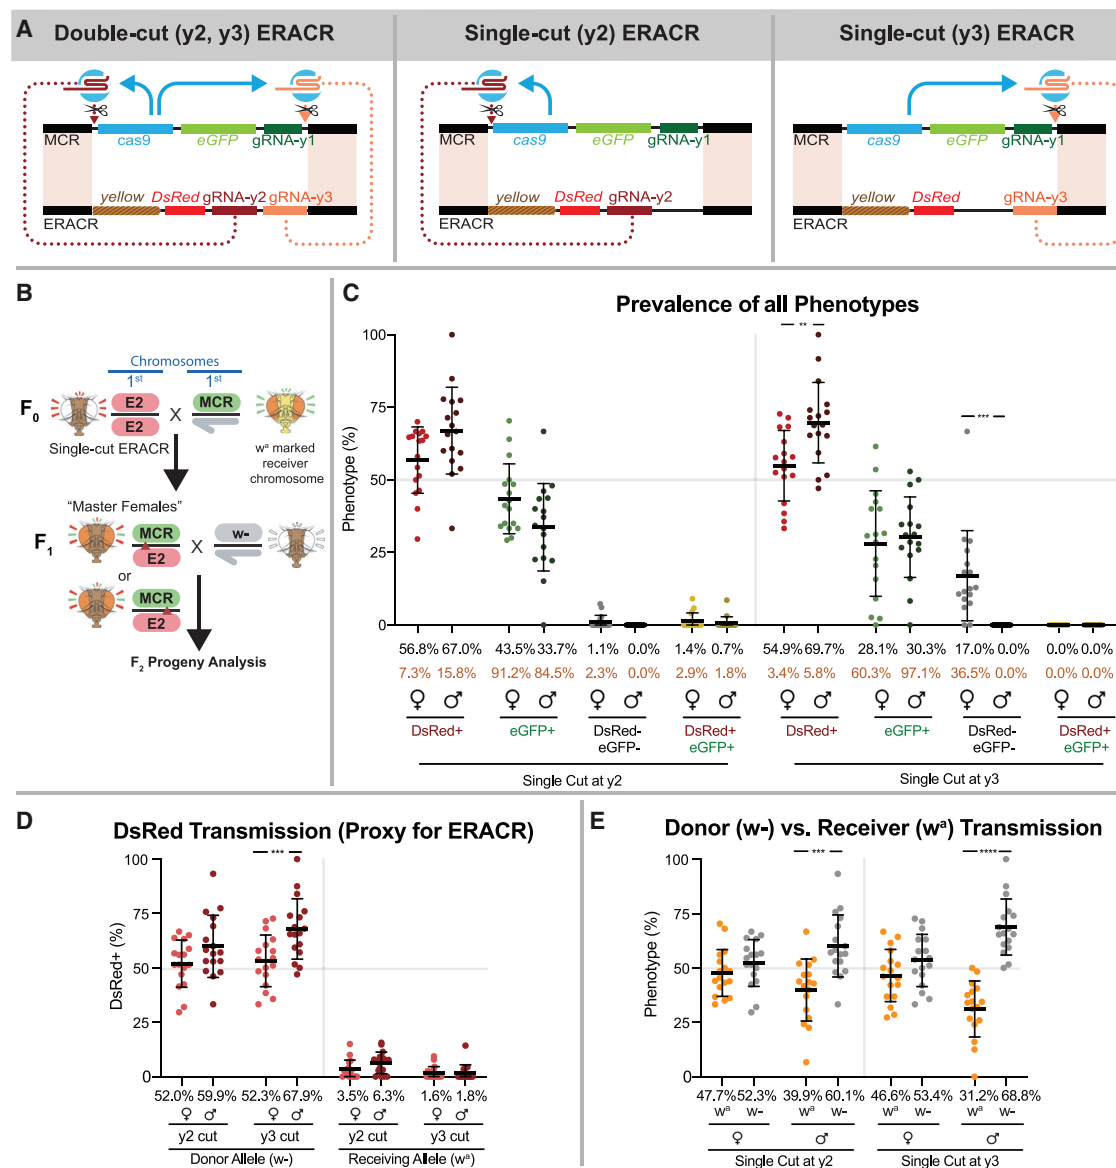 A
Double-cut (y2, y3) ERACR
Single-cut (y2) ERACR
Single-cut (y3) ERACR
MCR
cas9
eGFP
gRNA-y1
yellow
DsRed
gRNA-y2
gRNA-y3
ERACR
MCR
cas9
eGFP
gRNA-y1
yellow
DsRed
gRNA-y2
ERACR
MCR
cas9
eGFP
gRNA-y1
yellow
DsRed
gRNA-y3
ERACR
B
Chromosomes
1st 1st
F0
E2
E2
X
MCR
Single-cut ERACR
wa marked
receiver
chromosome
"Master Females"
F1
MCR
E2
X
w-
or
MCR
E2
F2 Progeny Analysis
C
Prevalence of all Phenotypes
Phenotype (%)
100
75
50
25
0
**
***
56.8% 67.0% 43.5% 33.7% 1.1% 0.0% 1.4% 0.7% 54.9% 69.7% 28.1% 30.3% 17.0% 0.0% 0.0% 0.0%
7.3% 15.8% 91.2% 84.5% 2.3% 0.0% 2.9% 1.8% 3.4% 5.8% 60.3% 97.1% 36.5% 0.0% 0.0% 0.0%
♀ ♂ ♀ ♂ ♀ ♂ ♀ ♂ ♀ ♂ ♀ ♂ ♀ ♂ ♀ ♂
DsRed+ eGFP+ DsRed- DsRed+ DsRed+ eGFP+ DsRed- DsRed+
eGFP- eGFP+ eGFP- eGFP+
Single Cut at y2 Single Cut at y3
D
DsRed Transmission (Proxy for ERACR)
DsRed+ (%)
100
75
50
25
0
***
52.0% 59.9% 52.3% 67.9% 3.5% 6.3% 1.6% 1.8%
♀ ♂ ♀ ♂ ♀ ♂ ♀ ♂
y2 cut y3 cut y2 cut y3 cut
Donor Allele (w-) Receiving Allele (wa)
E
Donor (w-) vs. Receiver (wa) Transmission
Phenotype (%)
100
75
50
25
0
***
****
47.7% 52.3% 39.9% 60.1% 46.6% 53.4% 31.2% 68.8%
wa w- wa w- wa w- wa w-
♀ ♂ ♀ ♂
Single Cut at y2 Single Cut at y3